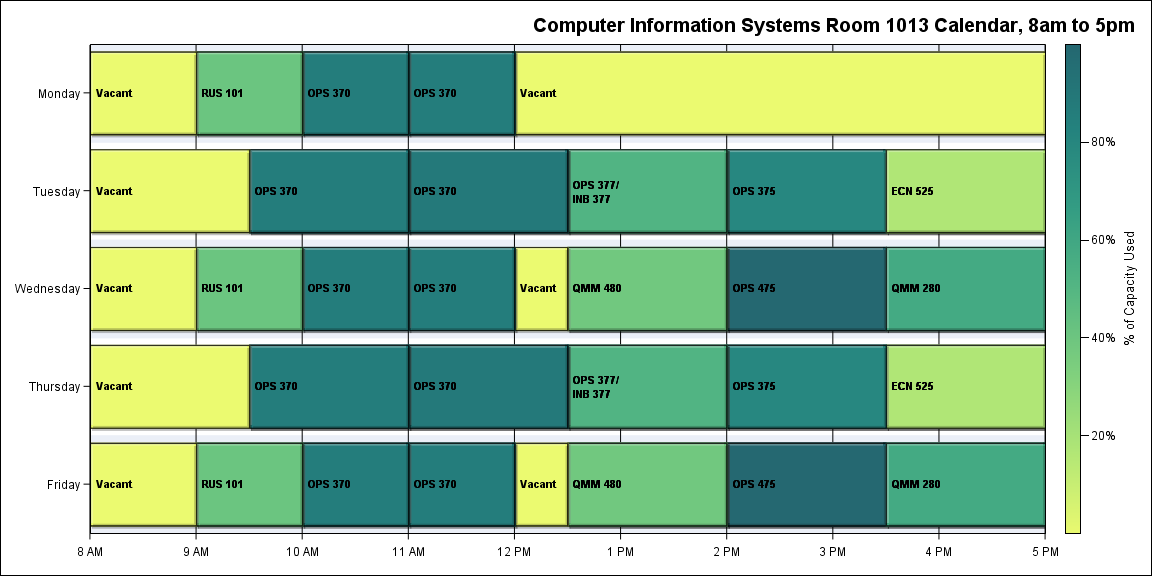 Computer Information Systems Room 1013 Calendar, 8am to 5pm
Monday
Vacant
RUS 101
OPS 370
OPS 370
Vacant
Tuesday
Vacant
OPS 370
OPS 370
OPS 377/
INB 377
OPS 375
ECN 525
Wednesday
Vacant
RUS 101
OPS 370
OPS 370
Vacant
QMM 480
OPS 475
QMM 280
Thursday
Vacant
OPS 370
OPS 370
OPS 377/
INB 377
OPS 375
ECN 525
Friday
Vacant
RUS 101
OPS 370
OPS 370
Vacant
QMM 480
OPS 475
QMM 280
8 AM
9 AM
10 AM
11 AM
12 PM
1 PM
2 PM
3 PM
4 PM
5 PM
80%
60%
40%
20%
% of Capacity Used